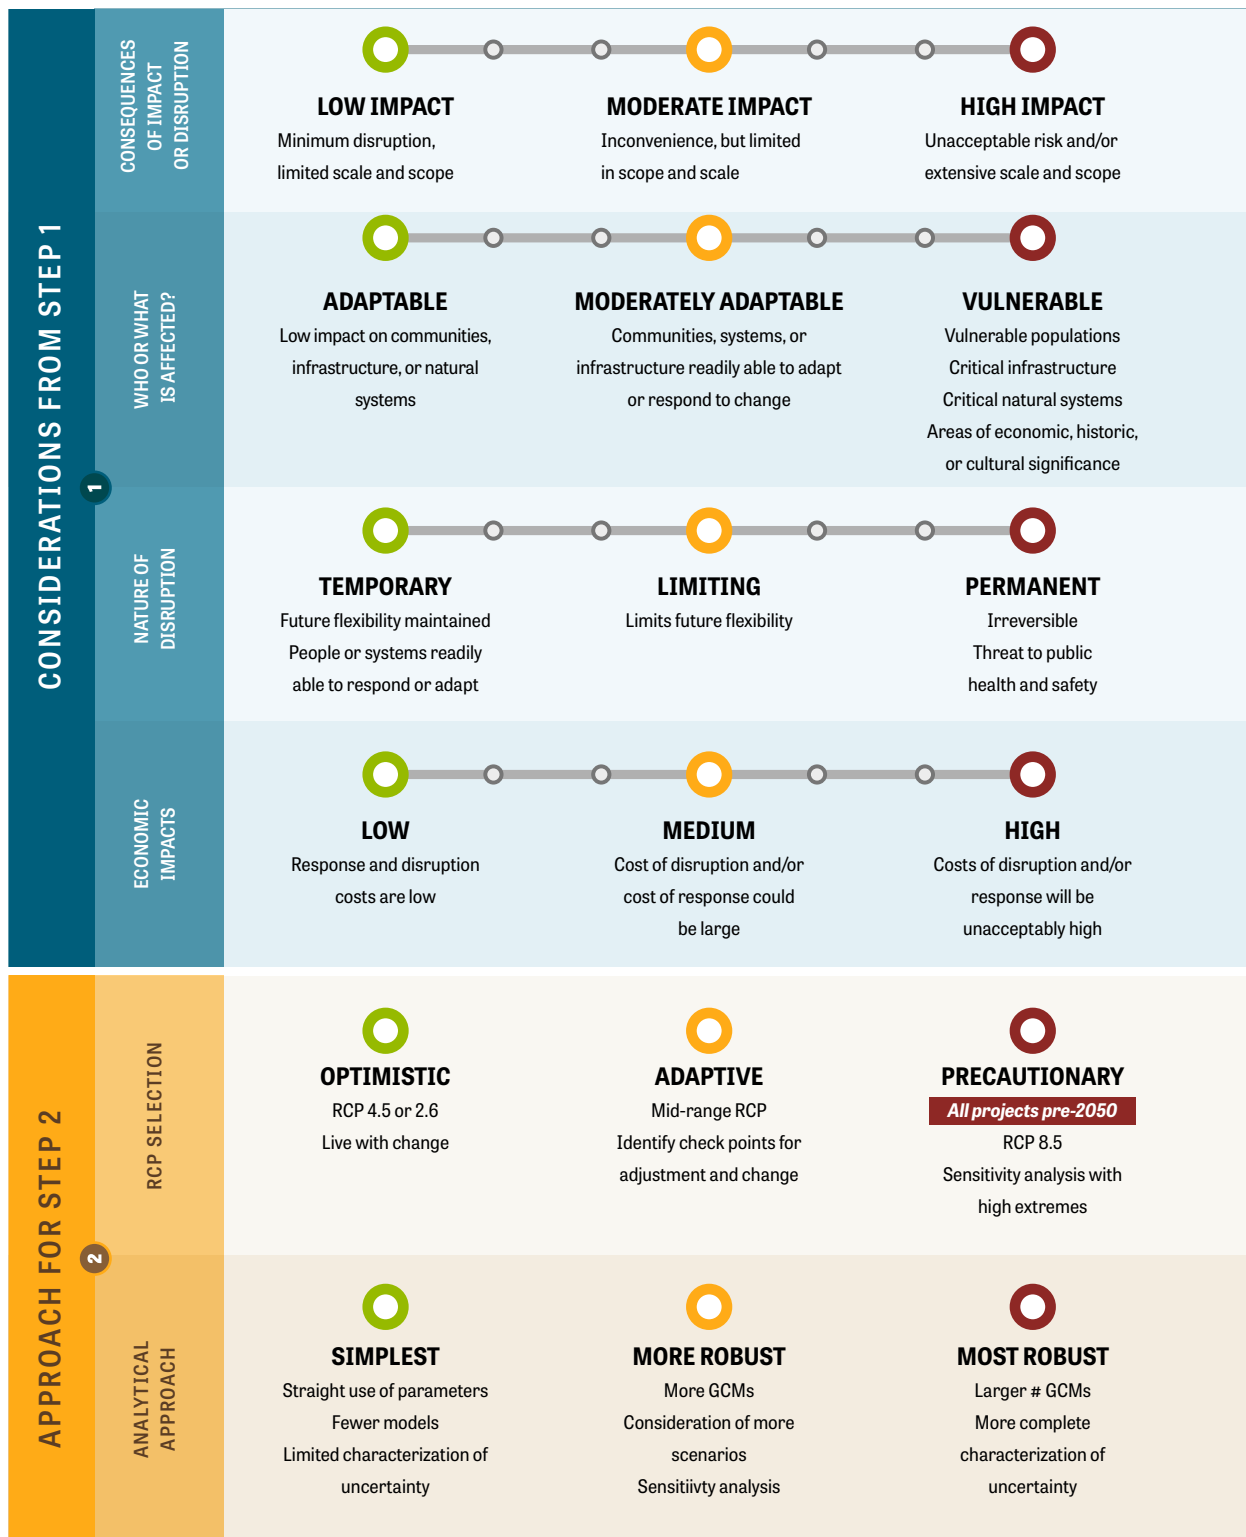 CONSIDERATIONS FROM STEP 1
1
CONSEQUENCES
OF IMPACT
OR DISRUPTION
LOW IMPACT
Minimum disruption,
limited scale and scope
MODERATE IMPACT
Inconvenience, but limited
in scope and scale
HIGH IMPACT
Unacceptable risk and/or
extensive scale and scope
WHO OR WHAT
IS AFFECTED?
ADAPTABLE
Low impact on communities,
infrastructure, or natural
systems
MODERATELY ADAPTABLE
Communities, systems, or
infrastructure readily able to adapt
or respond to change
VULNERABLE
Vulnerable populations
Critical infrastructure
Critical natural systems
Areas of economic, historic,
or cultural significance
NATURE OF
DISRUPTION
TEMPORARY
Future flexibility maintained
People or systems readily
able to respond or adapt
LIMITING
Limits future flexibility
PERMANENT
Irreversible
Threat to public
health and safety
ECONOMIC
IMPACTS
LOW
Response and disruption
costs are low
MEDIUM
Cost of disruption and/or
cost of response could
be large
HIGH
Costs of disruption and/or
response will be
unacceptably high
APPROACH FOR STEP 2
2
RCP SELECTION
OPTIMISTIC
RCP 4.5 or 2.6
Live with change
ADAPTIVE
Mid-range RCP
Identify check points for
adjustment and change
PRECAUTIONARY
All projects pre-2050
RCP 8.5
Sensitivity analysis with
high extremes
ANALYTICAL
APPROACH
SIMPLEST
Straight use of parameters
Fewer models
Limited characterization of
uncertainty
MORE ROBUST
More GCMs
Consideration of more
scenarios
Sensitiivty analysis
MOST ROBUST
Larger # GCMs
More complete
characterization of
uncertainty